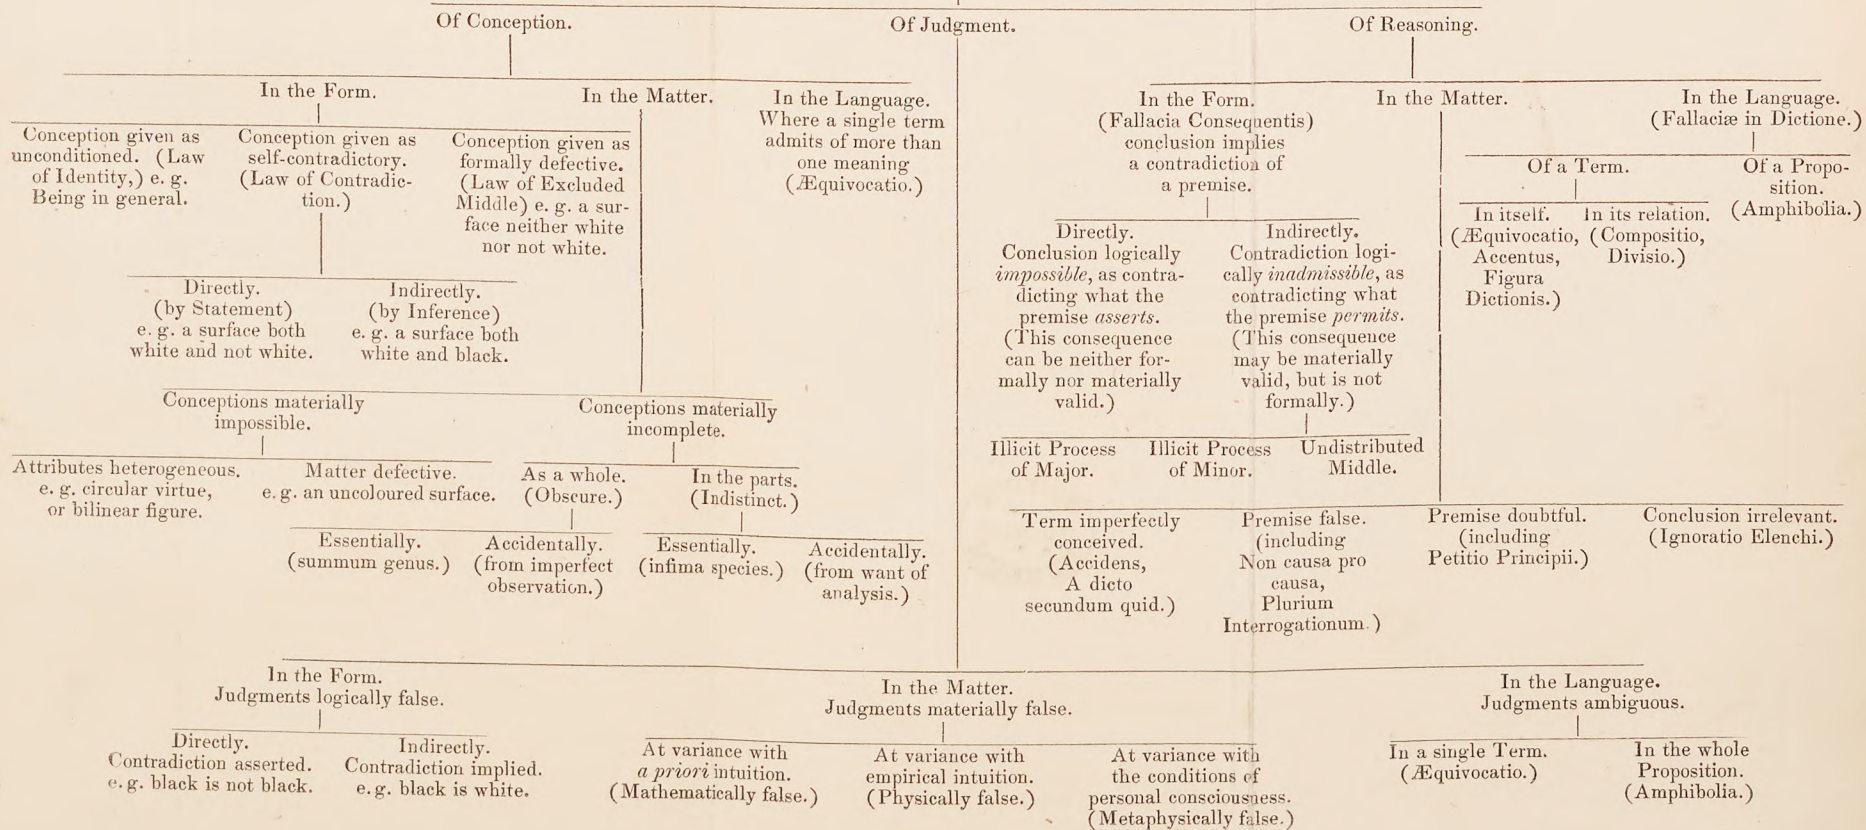 Of Conception.
Of Judgment.
Of Reasoning.
In the Form.
In the Matter.
In the Language.
Where a single term
admits of more than
one meaning
(Æquivocatio.)
Conception given as
unconditioned. (Law
of Identity,) e. g.
Being in general.
Conception given as
self-contradictory.
(Law of Contradic-
tion.)
Conception given as
formally defective.
(Law of Excluded
Middle) e. g. a sur-
face neither white
nor not white.
Directly.
(by Statement)
e. g. a surface both
white and not white.
Indirectly.
(by Inference)
e. g. a surface both
white and black.
Conceptions materially
impossible.
Conceptions materially
incomplete.
Attributes heterogeneous.
e. g. circular virtue,
or bilinear figure.
Matter defective.
e. g. an uncoloured surface.
As a whole.
(Obscure.)
In the parts.
(Indistinct.)
Essentially.
(summum genus.)
Accidentally.
(from imperfect
observation.)
Essentially.
(infima species.)
Accidentally.
(from want of
analysis.)
In the Form.
(Fallacia Consequentis)
conclusion implies
a contradiction of
a premise.
In the Matter.
In the Language.
(Fallaciæ in Dictione.)
Of a Term.
Of a Propo-
sition.
(Amphibolia.)
In itself.
(Æquivocatio,
Accentus,
Figura
Dictionis.)
In its relation.
(Compositio,
Divisio.)
Directly.
Conclusion logically
impossible, as contra-
dicting what the
premise asserts.
(This consequence
can be neither for-
mally nor materially
valid.)
Indirectly.
Contradiction logi-
cally inadmissible, as
contradicting what
the premise permits.
(This consequence
may be materially
valid, but is not
formally.)
Illicit Process
of Major.
Illicit Process
of Minor.
Undistributed
Middle.
Term imperfectly
conceived.
(Accidens,
A dicto
secundum quid.)
Premise false.
(including
Non causa pro
causa,
Plurium
Interrogationum.)
Premise doubtful.
(including
Petitio Principii.)
Conclusion irrelevant.
(Ignoratio Elenchi.)
In the Form.
Judgments logically false.
In the Matter.
Judgments materially false.
In the Language.
Judgments ambiguous.
Directly.
Contradiction asserted.
e. g. black is not black.
Indirectly.
Contradiction implied.
e. g. black is white.
At variance with
a priori intuition.
(Mathematically false.)
At variance with
empirical intuition.
(Physically false.)
At variance with
the conditions of
personal consciousness.
(Metaphysically false.)
In a single Term.
(Æquivocatio.)
In the whole
Proposition.
(Amphibolia.)